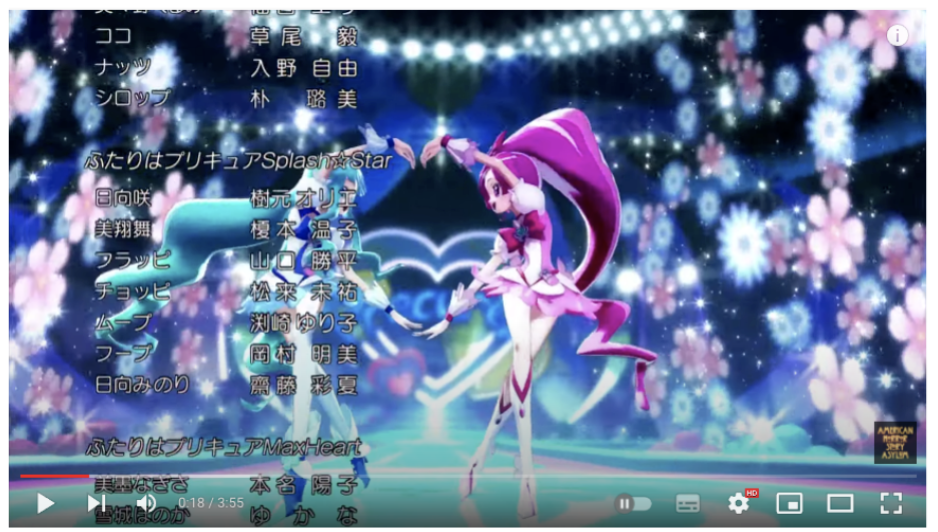 ココ 草尾 毅
ナッツ 入野 自由
シロップ 朴 璐美
ふたりはプリキュアSplash☆Star
日向咲 樹元オリエ
美翔舞 榎本 温子
フラッピ 山口 勝平
チョッピ 松来 未祐
ムープ 渕崎ゆり子
フープ 岡村 明美
日向みのり 齋藤 彩夏
AMERICAN
HORROR
STORY
ASYLUM
ふたりはプリキュアMaxHeart
美墨なぎさ 本名 陽子
0:18 / 3:55
HD
雪城ほのか ゆかな